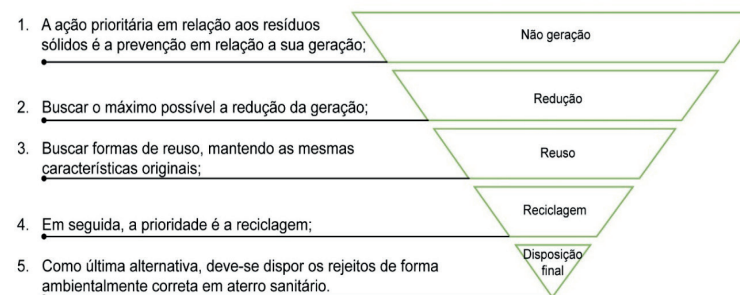 1. A ação prioritária em relação aos resíduos
sólidos é a prevenção em relação a sua geração;
Não geração
2. Buscar o máximo possível a redução da geração;
Redução
3. Buscar formas de reuso, mantendo as mesmas
características originais;
Reuso
4. Em seguida, a prioridade é a reciclagem;
Reciclagem
5. Como última alternativa, deve-se dispor os rejeitos de forma
ambientalmente correta em aterro sanitário.
Disposição
final